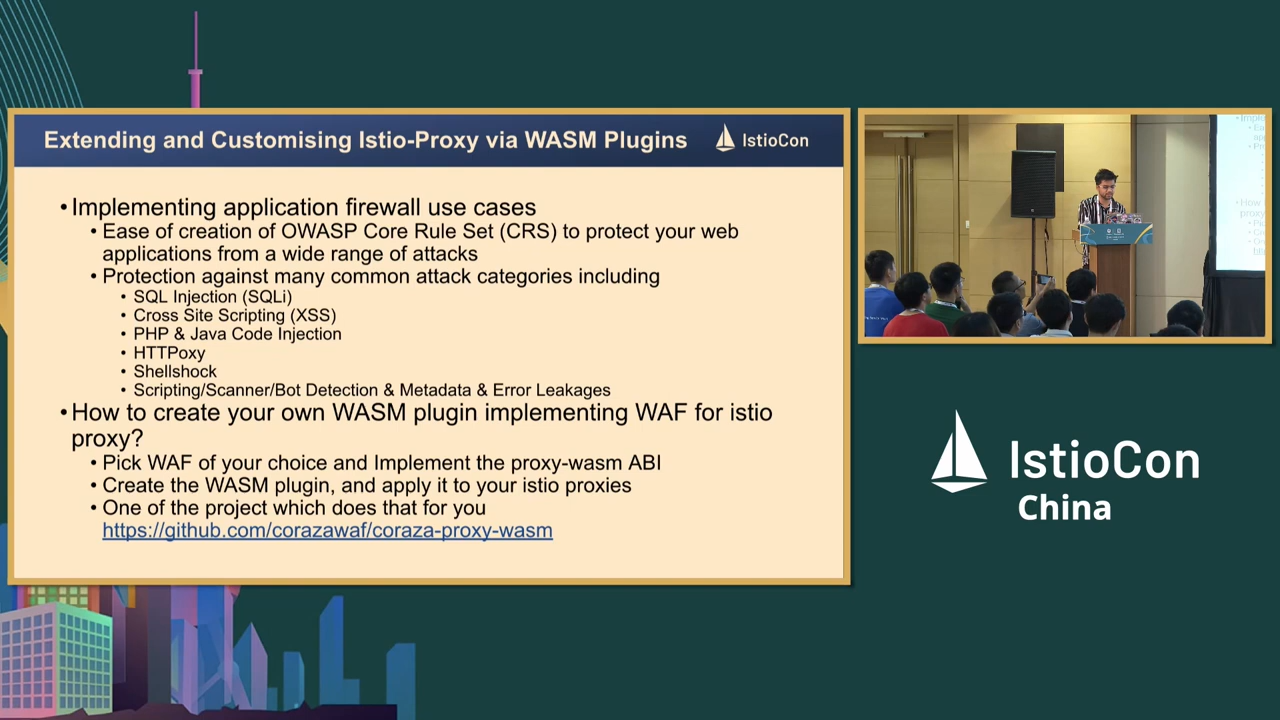 Extending and Customising Istio-Proxy via WASM Plugins
IstioCon
•Implementing application firewall use cases
•Ease of creation of OWASP Core Rule Set (CRS) to protect your web
applications from a wide range of attacks
•Protection against many common attack categories including
•SQL Injection (SQLi)
•Cross Site Scripting (XSS)
•PHP & Java Code Injection
•HTTPoxy
•Shellshock
•Scripting/Scanner/Bot Detection & Metadata & Error Leakages
•How to create your own WASM plugin implementing WAF for istio
proxy?
•Pick WAF of your choice and Implement the proxy-wasm ABI
•Create the WASM plugin, and apply it to your istio proxies
•One of the project which does that for you
https://github.com/corazawaf/coraza-proxy-wasm
IstioCon
China